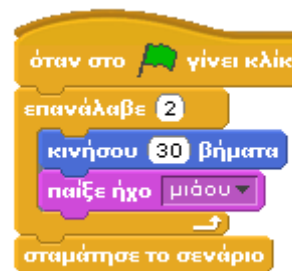 όταν στο γίνει κλικ
επανάλαβε 2
κινήσου 30 βήματα
παίξε ήχο μιάου
σταμάτησε το σενάριο